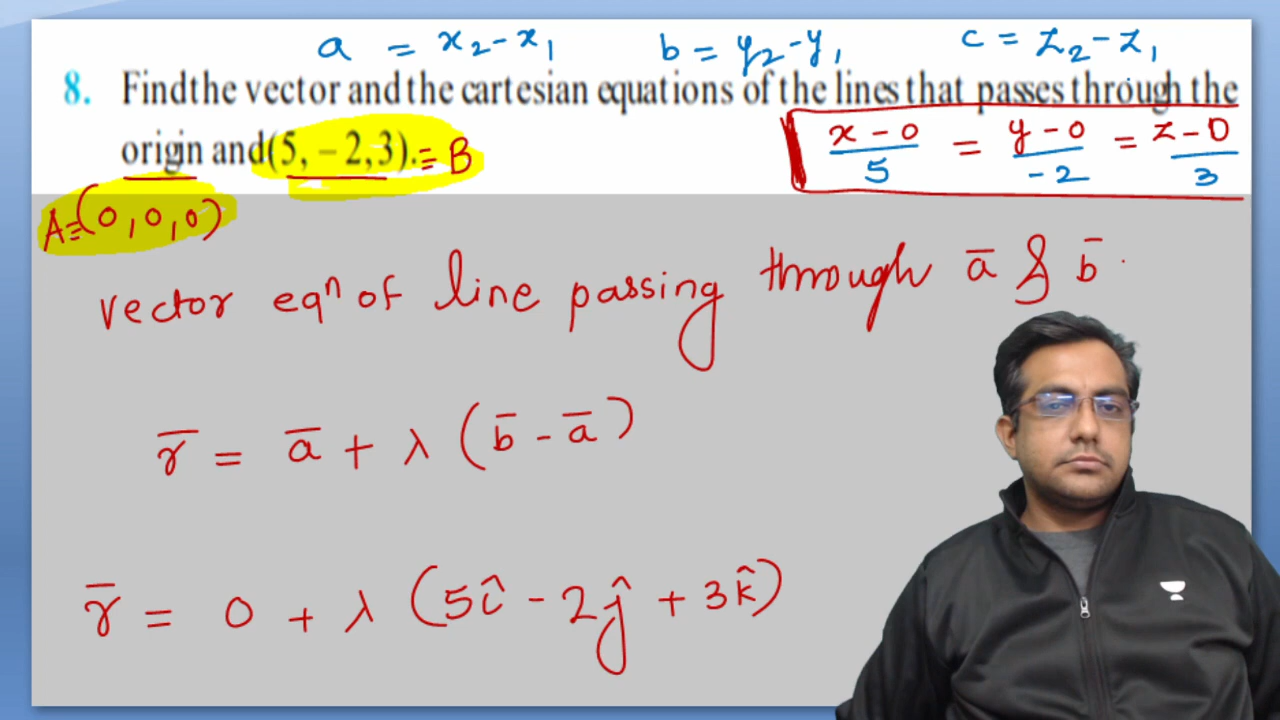 a = x₂-x₁ b = y₂-y₁ c = z₂-z₁
8. Find the vector and the cartesian equations of the lines that passes through the
origin and (5, – 2, 3). = B
x-0/5 = y-0/-2 = z-0/3
A=(0,0,0)
vector eqⁿ of line passing through a̅ & b̅.
r̅ = a̅ + λ (b̅ - a̅)
r̅ = 0 + λ (5î - 2ĵ + 3k̂)